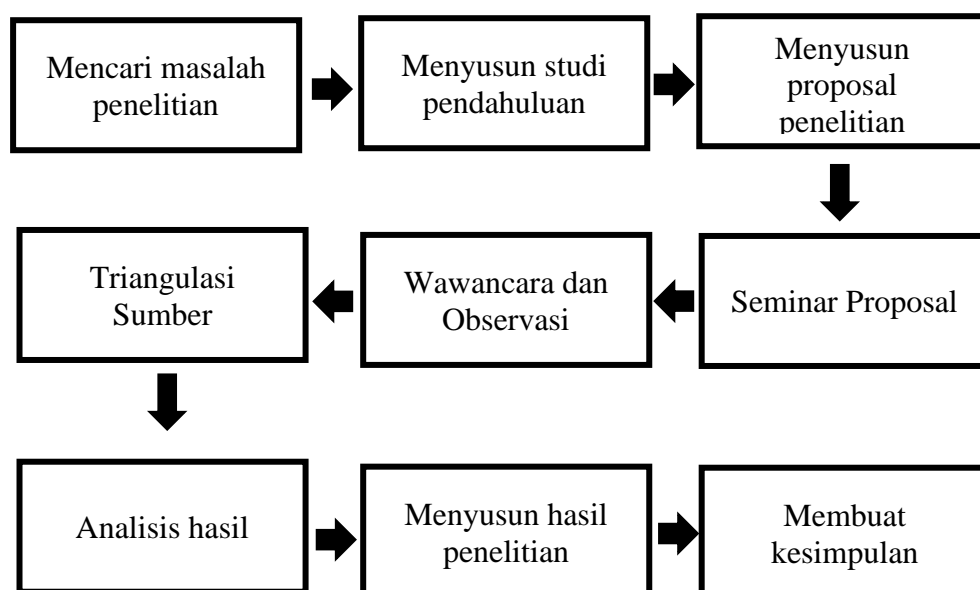 Mencari masalah
penelitian
Menyusun studi
pendahuluan
Menyusun
proposal
penelitian
Seminar Proposal
Wawancara dan
Observasi
Triangulasi
Sumber
Analisis hasil
Menyusun hasil
penelitian
Membuat
kesimpulan